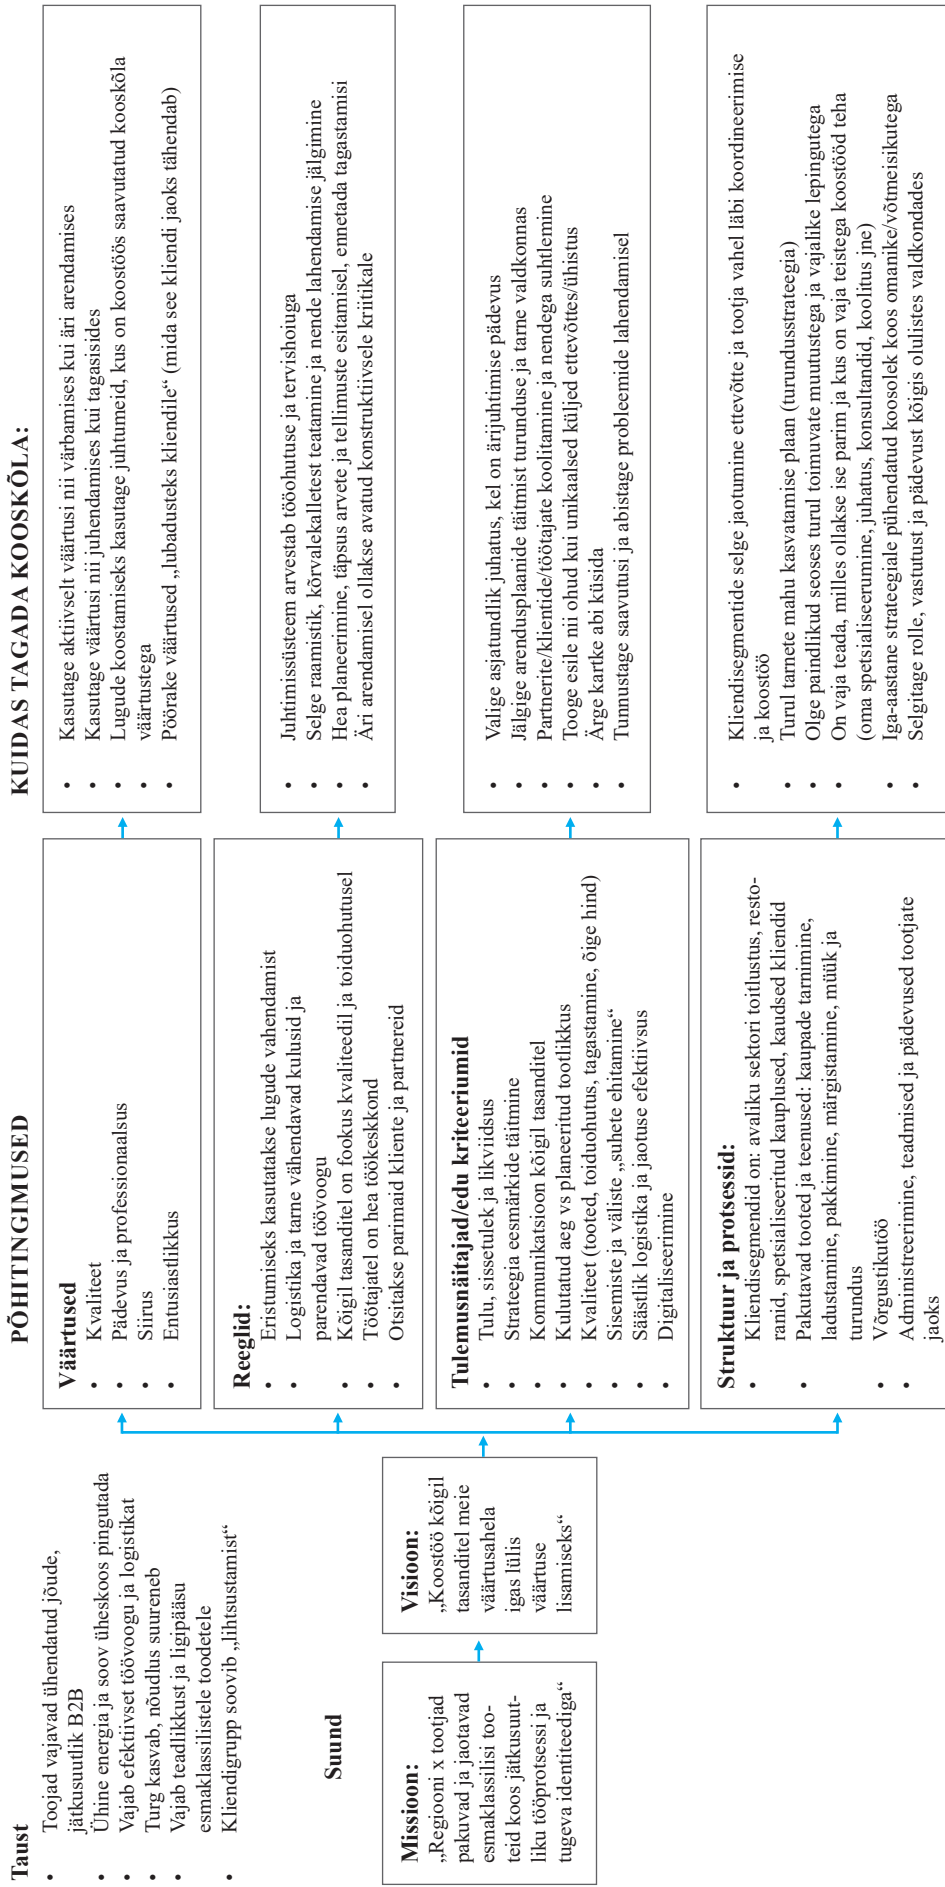 Taust
• Toojad vajavad ühendatud jõude,
jätkusuutlik B2B
• Ühine energia ja soov üheskoos pingutada
• Vajab efektiivset töövoogu ja logistikat
• Turg kasvab, nõudlus suureneb
• Vajab teadlikkust ja ligipääsu
esmaklassilistele toodetele
• Kliendigrupp soovib „lihtsustamist“
Suund
Missioon:
„Regiooni x tootjad
pakuvad ja jaotavad
esmaklassilisi too-
teid koos jätkusuut-
liku tööprotsessi ja
tugeva identiteediga“
Visioon:
„Koostöö kõigil
tasanditel meie
väärtusahela
igas lülis
väärtuse
lisamiseks“
PÕHITINGIMUSED
Väärtused
• Kvaliteet
• Pädevus ja professionaalsus
• Siirus
• Entusiastlikkus
Reeglid:
• Eristumiseks kasutatakse lugude vahendamist
• Logistika ja tarne vähendavad kulusid ja
parendavad töövoogu
• Kõigil tasanditel on fookus kvaliteedil ja toiduohutusel
• Töötajatel on hea töökeskkond
• Otsitakse parimaid kliente ja partnereid
Tulemusnäitajad/edu kriteeriumid
• Tulu, sissetulek ja likviidsus
• Strateegia eesmärkide täitmine
• Kommunikatsioon kõigil tasanditel
• Kulutatud aeg vs planeeritud tootlikkus
• Kvaliteet (tooted, toiduohutus, tagastamine, õige hind)
• Sisemiste ja väliste „suhete ehitamine“
• Säästlik logistika ja jaotuse efektiivsus
• Digitaliseerimine
Struktuur ja protsessid:
• Kliendisegmendid on: avaliku sektori toitlustus, resto-
ranid, spetsialiseeritud kauplused, kaudsed kliendid
• Pakutavad tooted ja teenused: kaupade tarnimine,
ladustamine, pakkimine, märgistamine, müük ja
turundus
• Võrgustikutöö
• Administreerimine, teadmised ja pädevused tootjate
jaoks
KUIDAS TAGADA KOOSKÕLA:
• Kasutage aktiivselt väärtusi nii värbamises kui äri arendamises
• Kasutage väärtusi nii juhendamises kui tagasisides
• Lugude koostamiseks kasutage juhtumeid, kus on koostöös saavutatud kooskõla
väärtustega
• Pöörake väärtused „lubadusteks kliendile“ (mida see kliendi jaoks tähendab)
• Juhtimissüsteem arvestab tööohutuse ja tervishoiuga
• Selge raamistik, kõrvalekalletest teatamine ja nende lahendamise jälgimine
• Hea planeerimine, täpsus arvete ja tellimuste esitamisel, ennetada tagastamisi
• Äri arendamisel ollakse avatud konstruktiivsele kriitikale
• Valige asjatundlik juhatus, kel on ärijuhtimise pädevus
• Jälgige arendusplaanide täitmist turunduse ja tarne valdkonnas
• Partnerite/klientide/töötajate koolitamine ja nendega suhtlemine
• Tooge esile nii ohud kui unikaalsed küljed ettevõttes/ühistus
• Ärge kartke abi küsida
• Tunnustage saavutusi ja abistage probleemide lahendamisel
• Kliendisegmentide selge jaotumine ettevõtte ja tootja vahel läbi koordineerimise
ja koostöö
• Turul tarnete mahu kasvatamise plaan (turundusstrateegia)
• Olge paindlikud seoses turul toimuvate muutustega ja vajalike lepingutega
• On vaja teada, milles ollakse ise parim ja kus on vaja teistega koostööd teha
(oma spetsialiseerumine, juhatus, konsultandid, koolitus jne)
• Iga-aastane strateegiale pühendatud koosolek koos omanike/võtmeisikutega
• Selgitage rolle, vastutust ja pädevust kõigis olulistes valdkondades